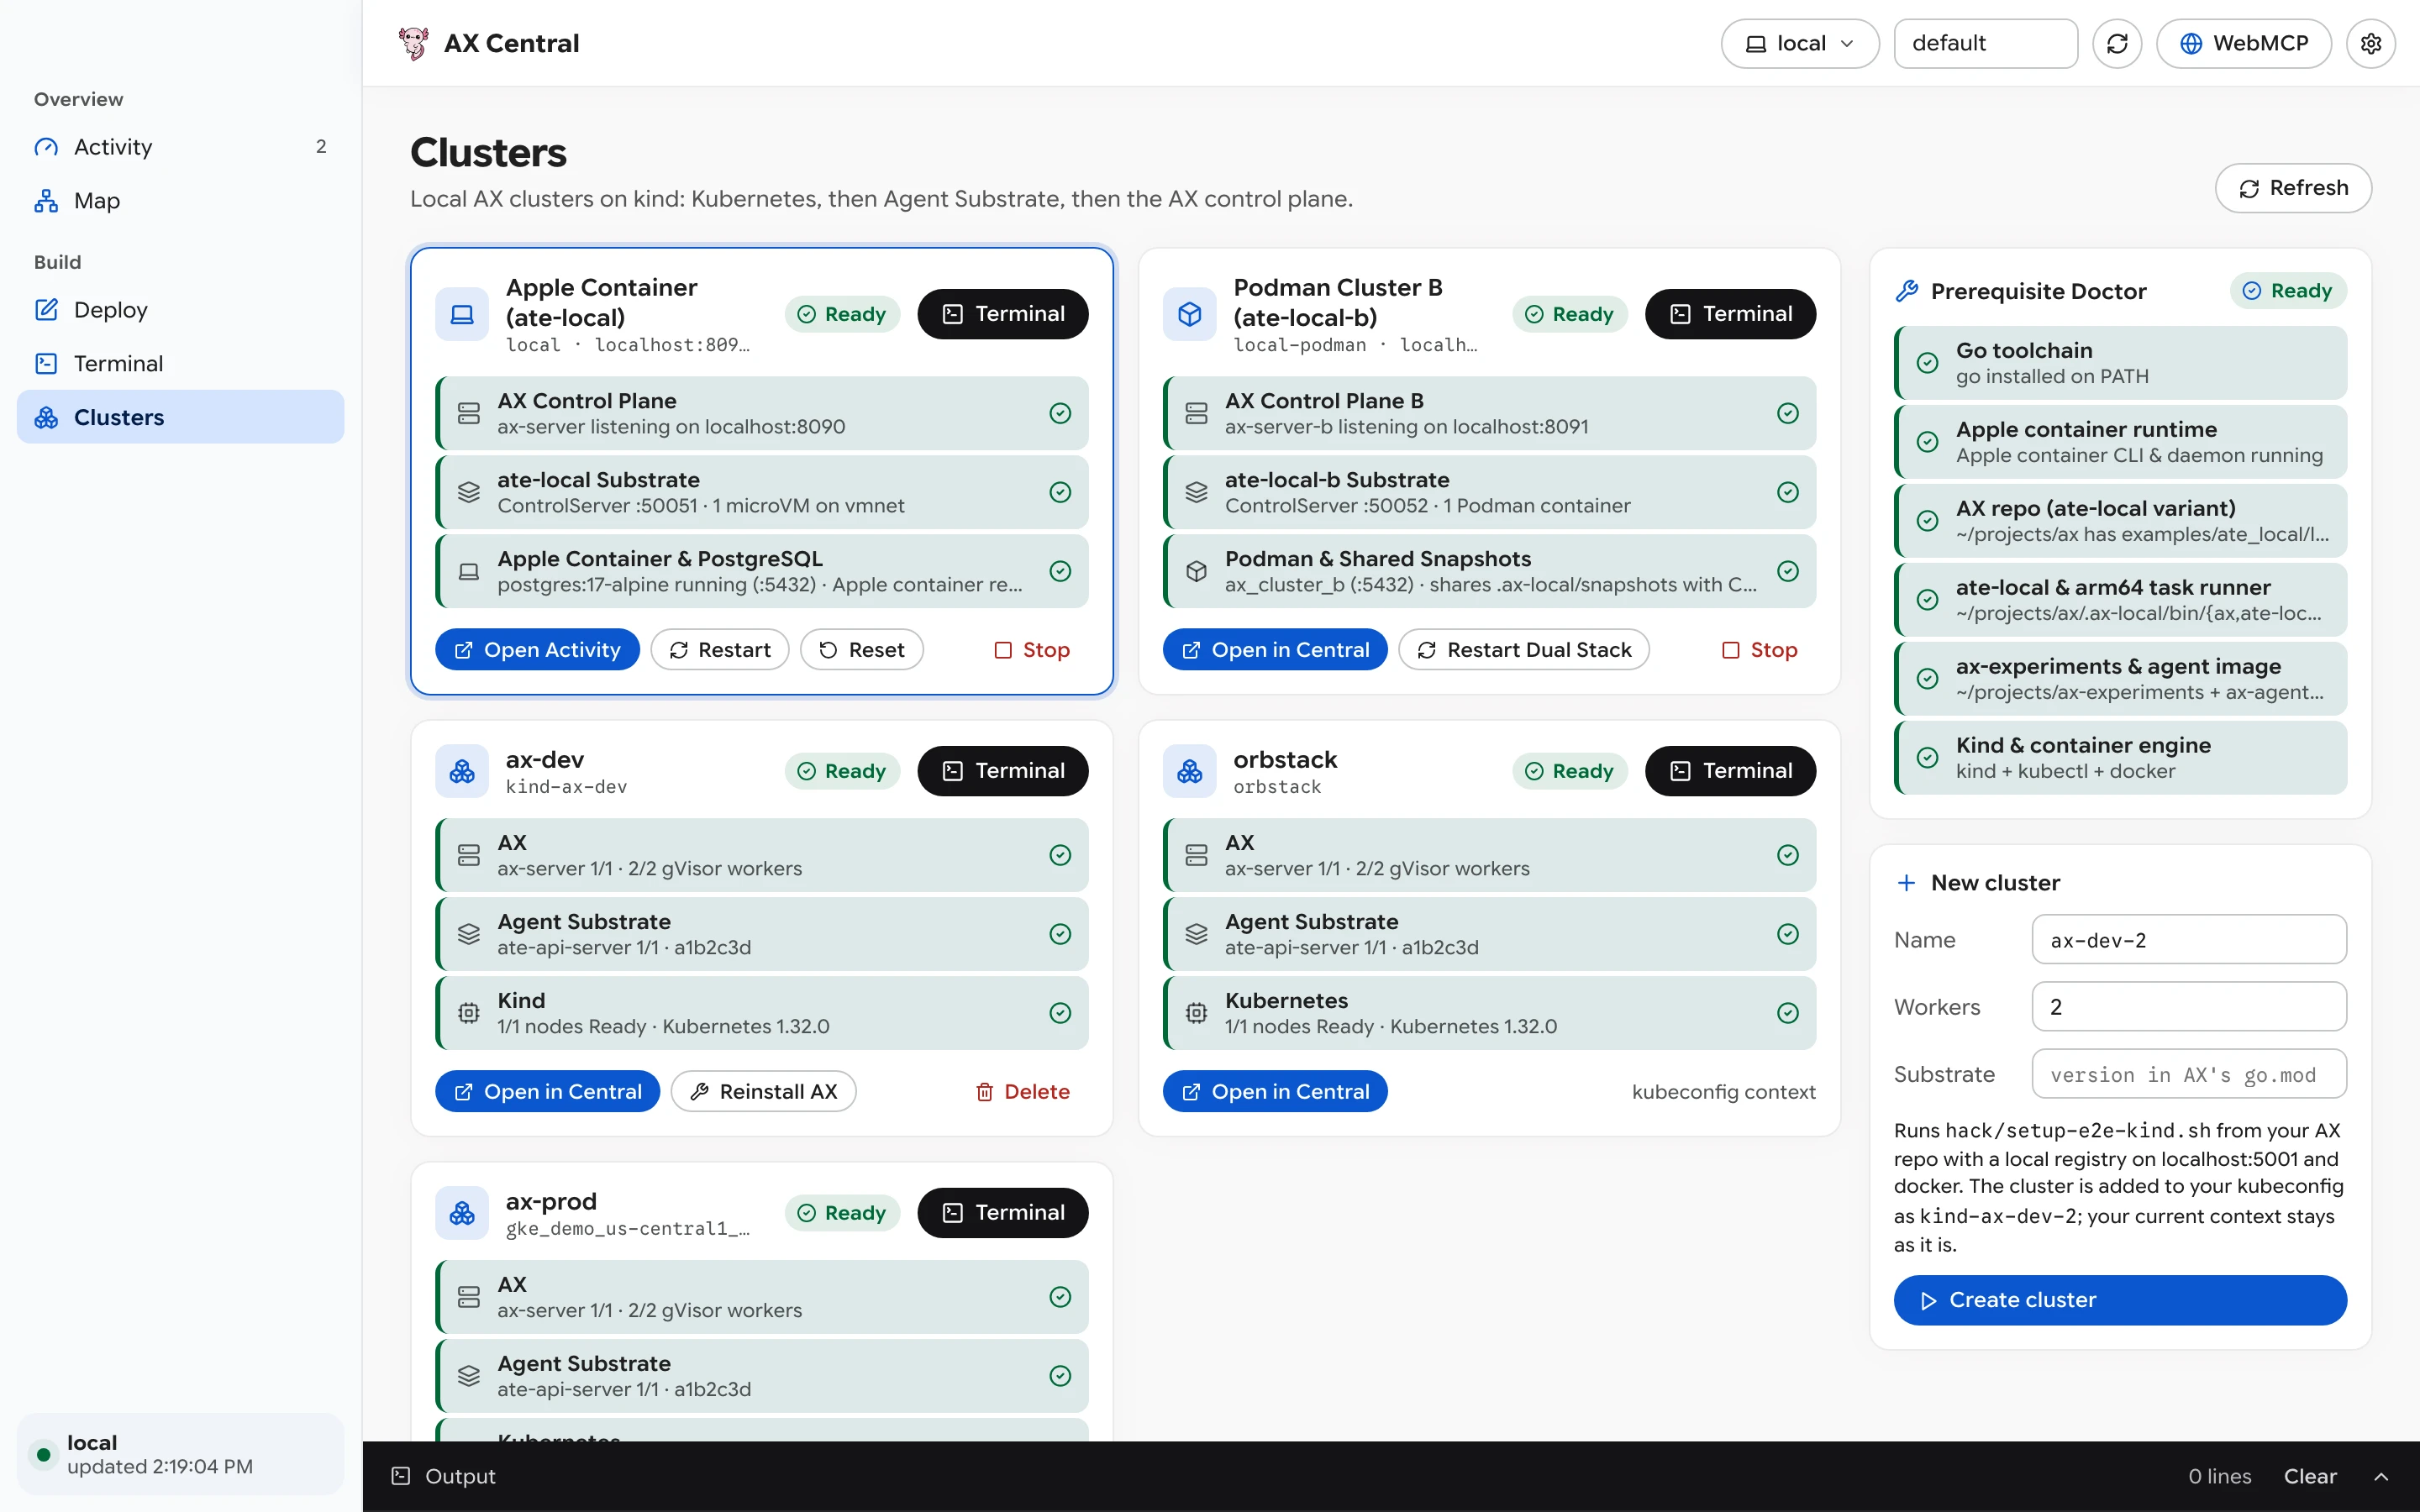 AX Central
local
default
WebMCP
Overview
Activity
2
Map
Build
Deploy
Terminal
Clusters
local
updated 2:19:04 PM
Clusters
Local AX clusters on kind: Kubernetes, then Agent Substrate, then the AX control plane.
Refresh
Apple Container
(ate-local)
local · localhost:809…
Ready
Terminal
AX Control Plane
ax-server listening on localhost:8090
ate-local Substrate
ControlServer :50051 · 1 microVM on vmnet
Apple Container & PostgreSQL
postgres:17-alpine running (:5432) · Apple container re…
Open Activity
Restart
Reset
Stop
Podman Cluster B
(ate-local-b)
local-podman · localh…
Ready
Terminal
AX Control Plane B
ax-server-b listening on localhost:8091
ate-local-b Substrate
ControlServer :50052 · 1 Podman container
Podman & Shared Snapshots
ax_cluster_b (:5432) · shares .ax-local/snapshots with C…
Open in Central
Restart Dual Stack
Stop
ax-dev
kind-ax-dev
Ready
Terminal
AX
ax-server 1/1 · 2/2 gVisor workers
Agent Substrate
ate-api-server 1/1 · a1b2c3d
Kind
1/1 nodes Ready · Kubernetes 1.32.0
Open in Central
Reinstall AX
Delete
orbstack
orbstack
Ready
Terminal
AX
ax-server 1/1 · 2/2 gVisor workers
Agent Substrate
ate-api-server 1/1 · a1b2c3d
Kubernetes
1/1 nodes Ready · Kubernetes 1.32.0
Open in Central
kubeconfig context
ax-prod
gke_demo_us-central1_…
Ready
Terminal
AX
ax-server 1/1 · 2/2 gVisor workers
Agent Substrate
ate-api-server 1/1 · a1b2c3d
Kubernetes
Prerequisite Doctor
Ready
Go toolchain
go installed on PATH
Apple container runtime
Apple container CLI & daemon running
AX repo (ate-local variant)
~/projects/ax has examples/ate_local/l…
ate-local & arm64 task runner
~/projects/ax/.ax-local/bin/{ax,ate-loc…
ax-experiments & agent image
~/projects/ax-experiments + ax-agent…
Kind & container engine
kind + kubectl + docker
New cluster
Name
ax-dev-2
Workers
2
Substrate
version in AX's go.mod
Runs hack/setup-e2e-kind.sh from your AX
repo with a local registry on localhost:5001 and
docker. The cluster is added to your kubeconfig
as kind-ax-dev-2; your current context stays
as it is.
Create cluster
Output
0 lines
Clear